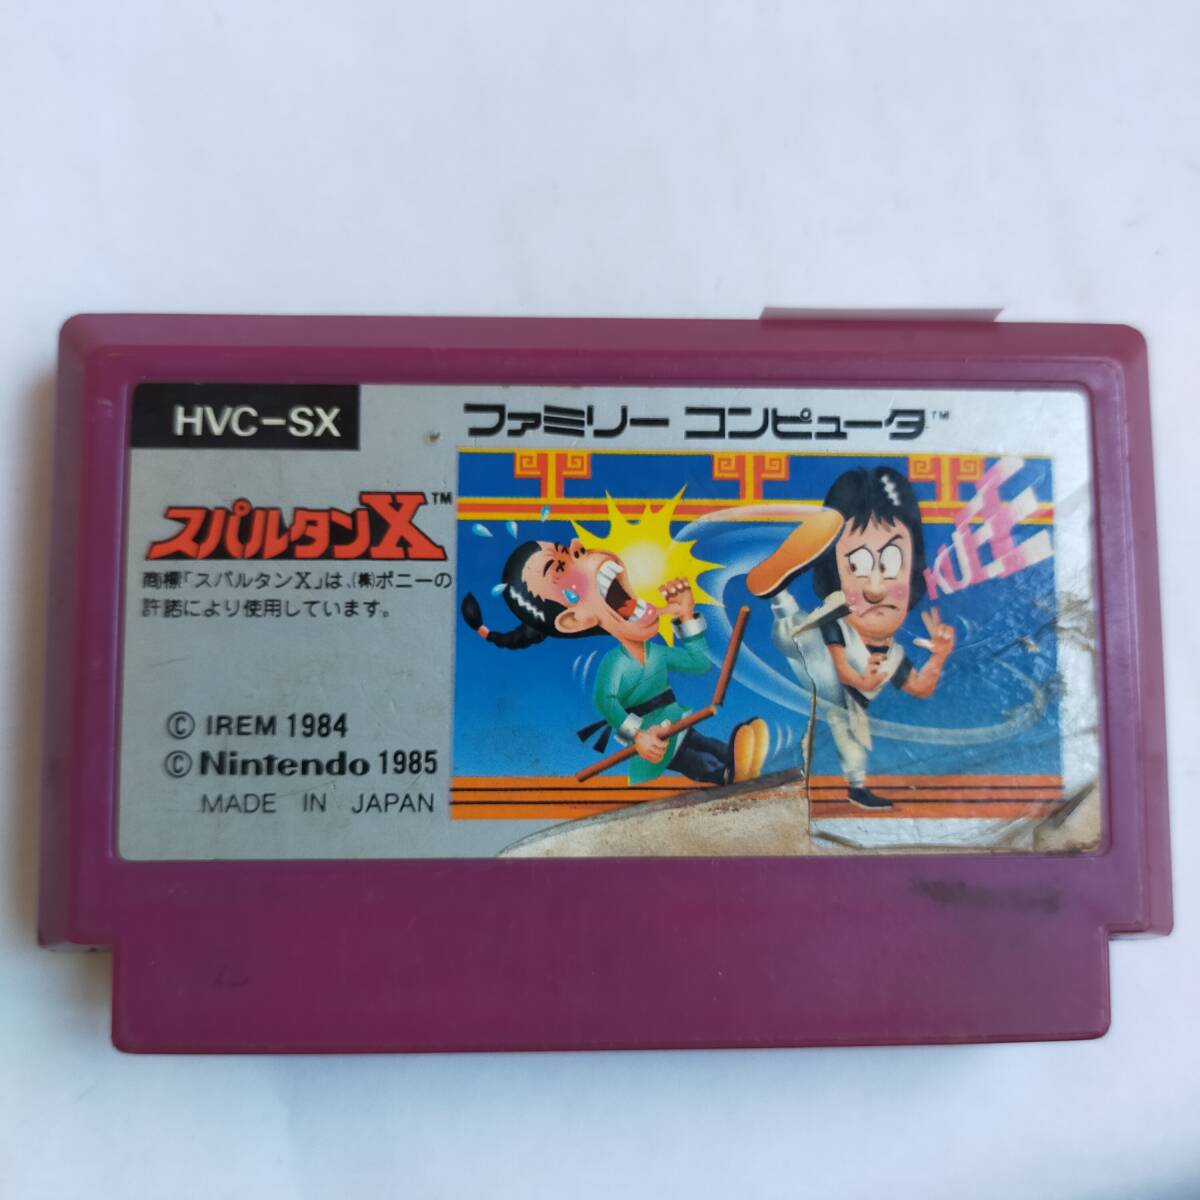 HVC-SX
ファミリー コンピュータ™
スパルタンX™
商標「スパルタンX」は、(株)ポニーの
許諾により使用しています。
© IREM 1984
© Nintendo 1985
MADE IN JAPAN